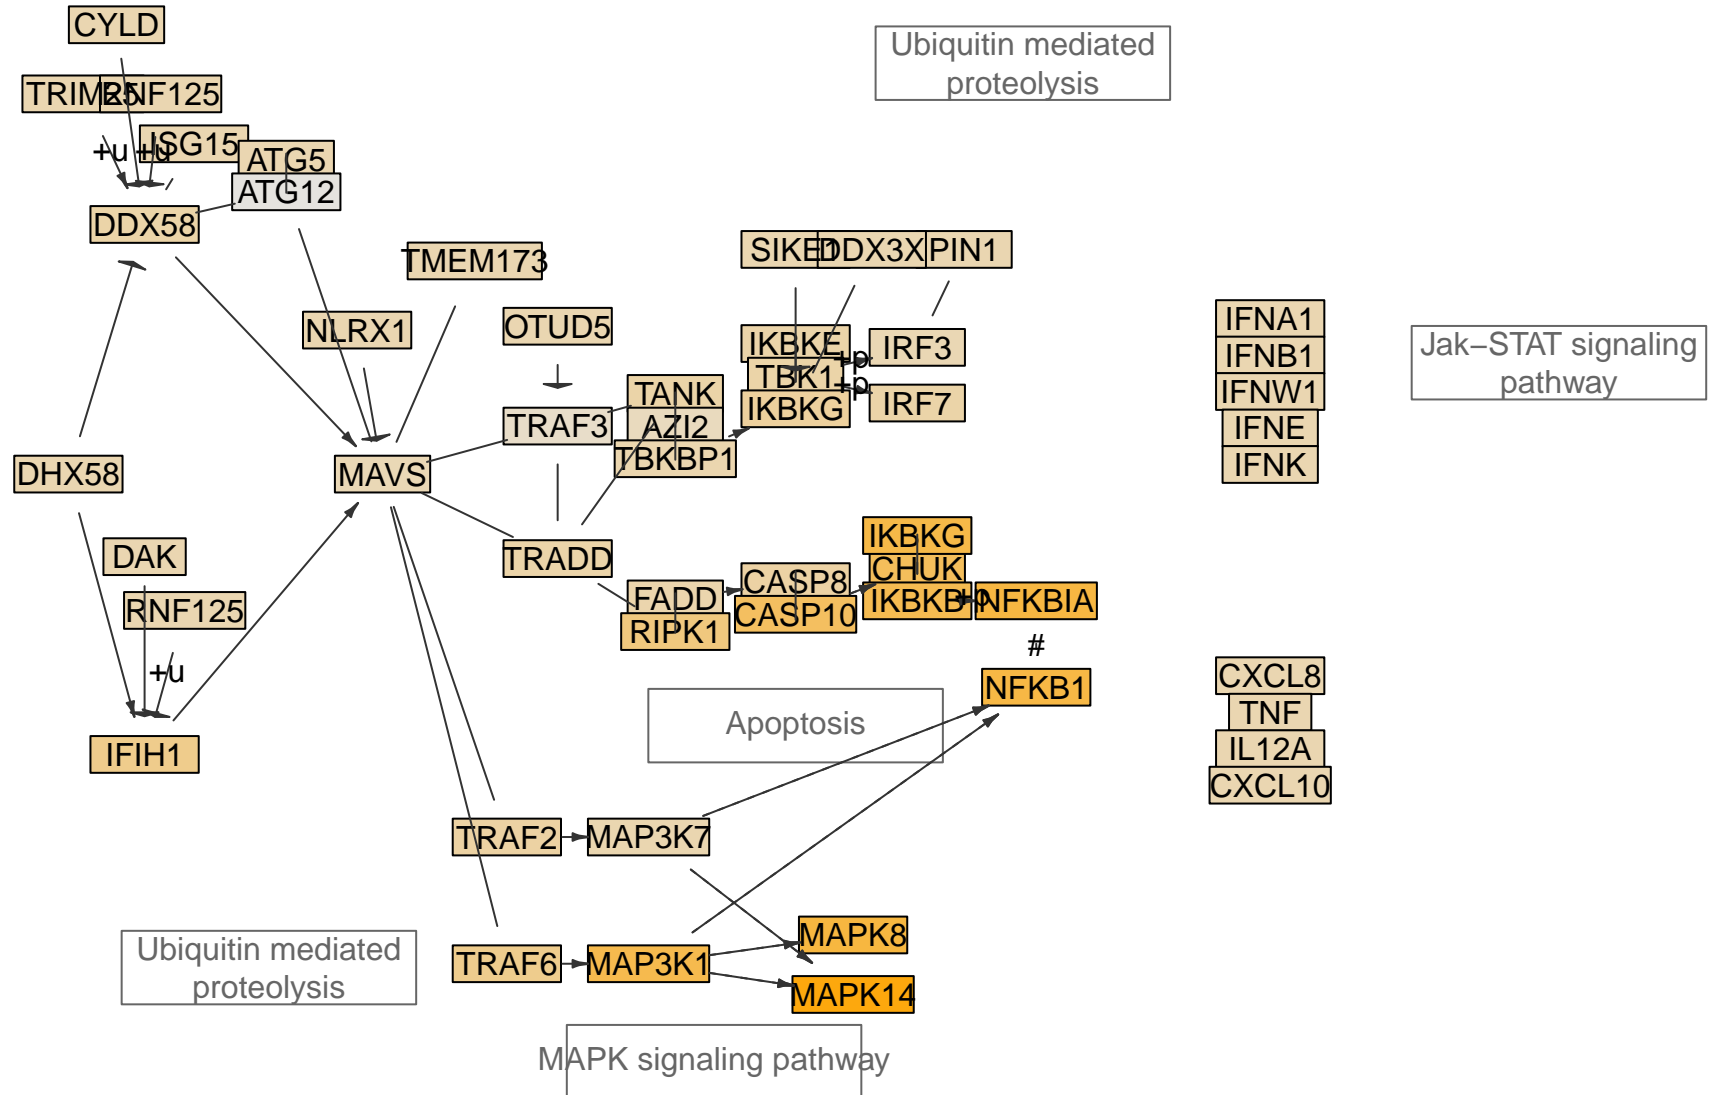 CYLD
Ubiquitin mediated
proteolysis
TRIM25
RNF125
ISG15
+u
+u
ATG5
ATG12
DDX58
TMEM173
SIKE1
DDX3X
PIN1
NLRX1
OTUD5
IKBKE
IRF3
+p
TBK1
+p
IKBKG
IRF7
IFNA1
IFNB1
IFNW1
IFNE
IFNK
Jak−STAT signaling
pathway
TANK
TRAF3
AZI2
TBKBP1
DHX58
MAVS
DAK
RNF125
+u
IFIH1
TRADD
FADD
RIPK1
CASP8
CASP10
IKBKG
CHUK
IKBKB
+p
NFKBIA
#
NFKB1
CXCL8
TNF
IL12A
CXCL10
Apoptosis
TRAF2
MAP3K7
TRAF6
MAP3K1
MAPK8
MAPK14
Ubiquitin mediated
proteolysis
MAPK signaling pathway